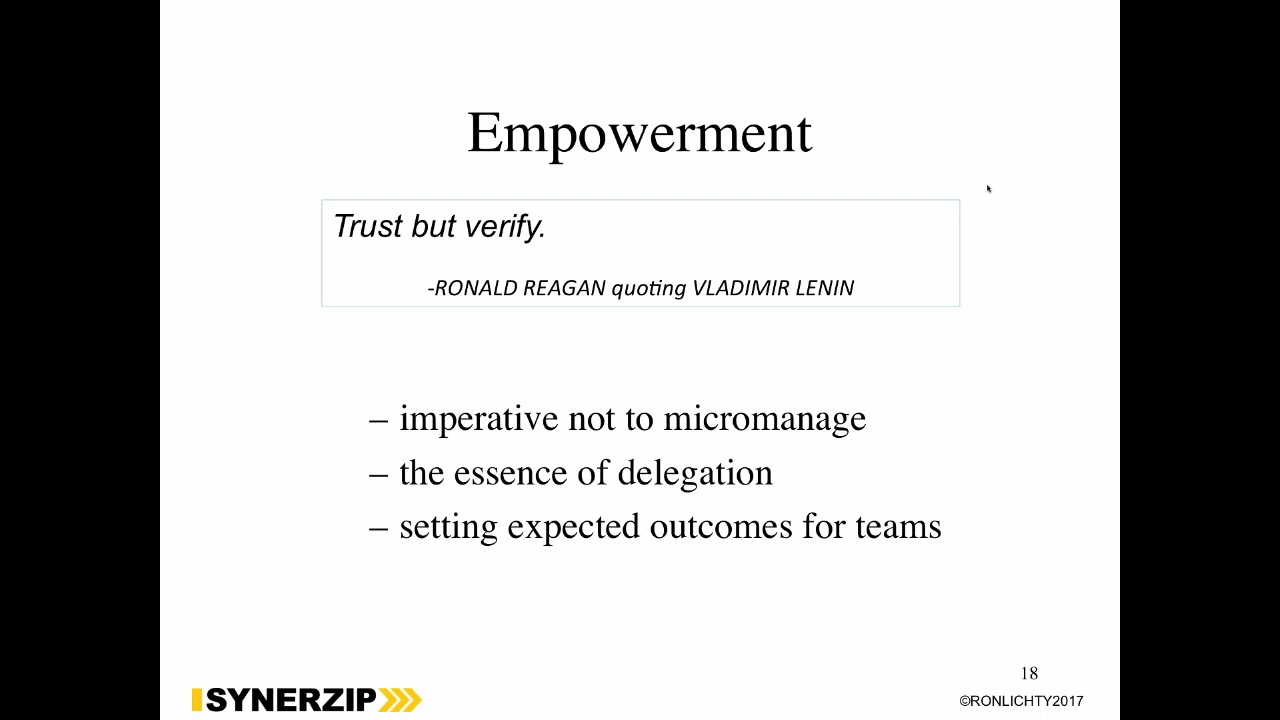 Empowerment
Trust but verify.
-RONALD REAGAN quoting VLADIMIR LENIN
– imperative not to micromanage
– the essence of delegation
– setting expected outcomes for teams
18
SYNERZIP
©RONLICHTY2017